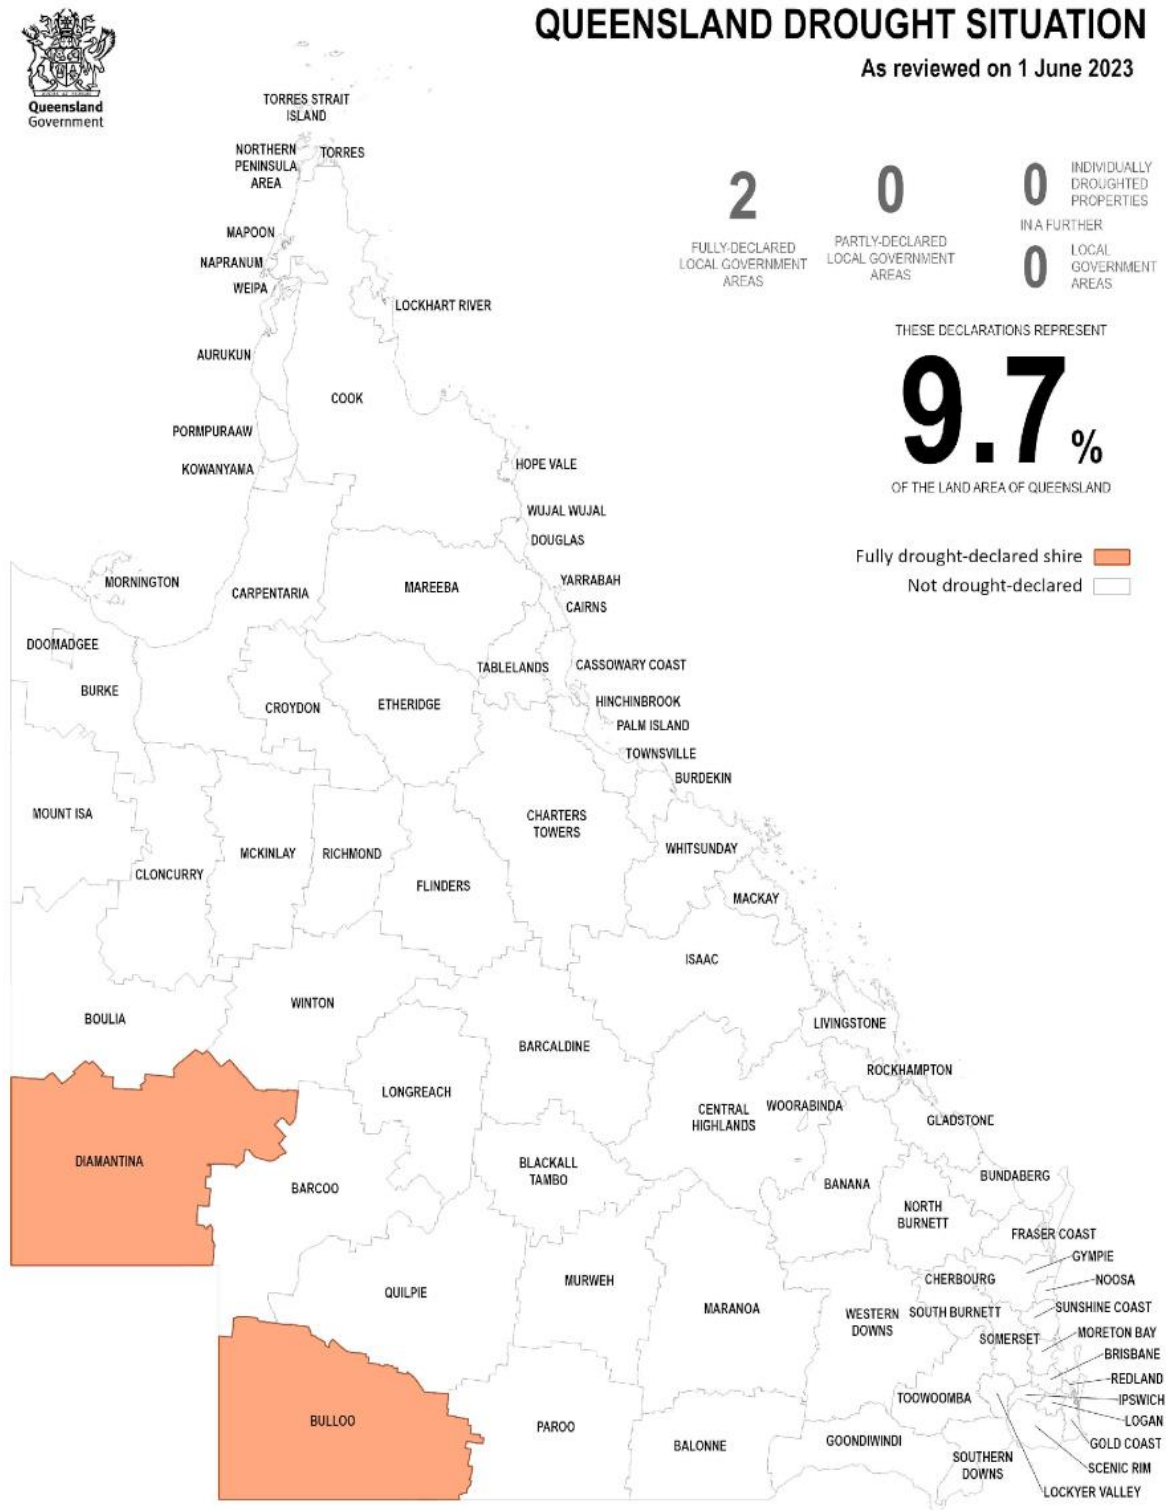 QUEENSLAND DROUGHT SITUATION
As reviewed on 1 June 2023
Queensland
Government
2
FULLY-DECLARED
LOCAL GOVERNMENT
AREAS
0
PARTLY-DECLARED
LOCAL GOVERNMENT
AREAS
0
INDIVIDUALLY
DROUGHTED
PROPERTIES
IN A FURTHER
0
LOCAL
GOVERNMENT
AREAS
THESE DECLARATIONS REPRESENT
9.7%
OF THE LAND AREA OF QUEENSLAND
Fully drought-declared shire
Not drought-declared
TORRES STRAIT
ISLAND
NORTHERN
PENINSULA
AREA
TORRES
MAPOON
NAPRANUM
WEIPA
LOCKHART RIVER
AURUKUN
COOK
PORMPURAAW
KOWANYAMA
HOPE VALE
WUJAL WUJAL
DOUGLAS
MORNINGTON
CARPENTARIA
MAREEBA
YARRABAH
CAIRNS
DOOMADGEE
BURKE
CROYDON
ETHERIDGE
TABLELANDS
CASSOWARY COAST
HINCHINBROOK
PALM ISLAND
TOWNSVILLE
BURDEKIN
MOUNT ISA
CLONCURRY
MCKINLAY
RICHMOND
FLINDERS
CHARTERS
TOWERS
WHITSUNDAY
MACKAY
ISAAC
BOULIA
WINTON
BARCALDINE
LIVINGSTONE
LONGREACH
ROCKHAMPTON
CENTRAL
HIGHLANDS
WOORABINDA
GLADSTONE
DIAMANTINA
BARCOO
BLACKALL
TAMBO
BANANA
BUNDABERG
NORTH
BURNETT
FRASER COAST
GYMPIE
CHERBOURG
NOOSA
QUILPIE
MURWEH
MARANOA
WESTERN
DOWNS
SOUTH BURNETT
SUNSHINE COAST
SOMERSET
MORETON BAY
BRISBANE
REDLAND
TOOWOOMBA
IPSWICH
LOGAN
BULLOO
PAROO
BALONNE
GOONDIWINDI
GOLD COAST
SOUTHERN
DOWNS
SCENIC RIM
LOCKYER VALLEY